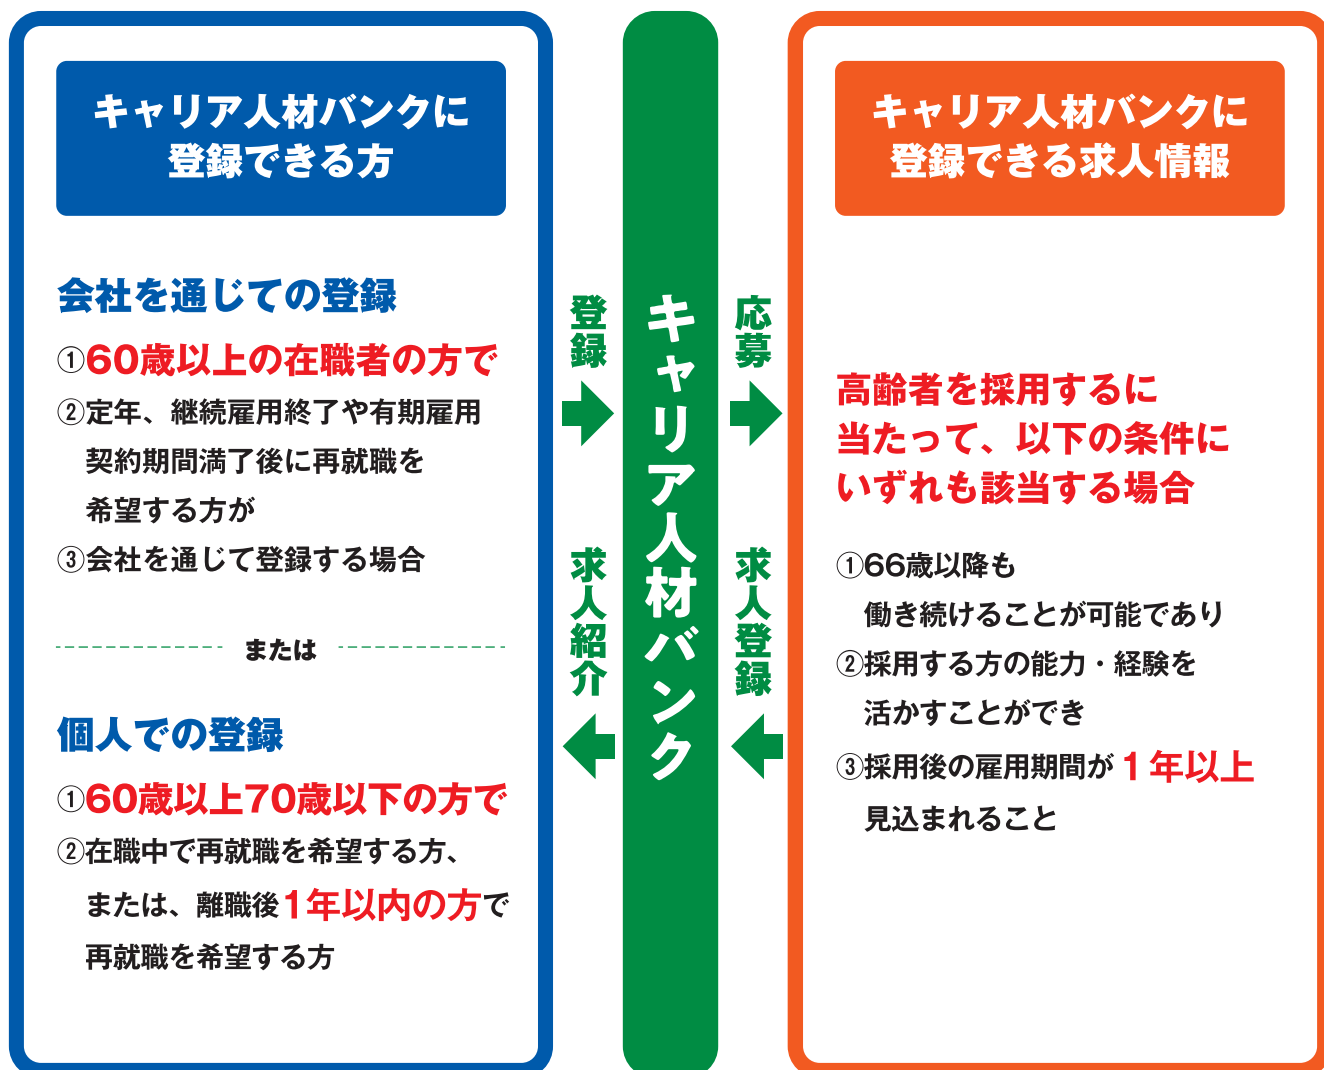 キャリア人材バンクに
登録できる方
会社を通じての登録
①60歳以上の在職者の方で
②定年、継続雇用終了や有期雇用
契約期間満了後に再就職を
希望する方が
③会社を通じて登録する場合
または
個人での登録
①60歳以上70歳以下の方で
②在職中で再就職を希望する方、
または、離職後1年以内の方で
再就職を希望する方
登録
求人紹介
キャリア人材バンク
応募
求人登録
キャリア人材バンクに
登録できる求人情報
高齢者を採用するに
当たって、以下の条件に
いずれも該当する場合
①66歳以降も
働き続けることが可能であり
②採用する方の能力・経験を
活かすことができ
③採用後の雇用期間が1年以上
見込まれること